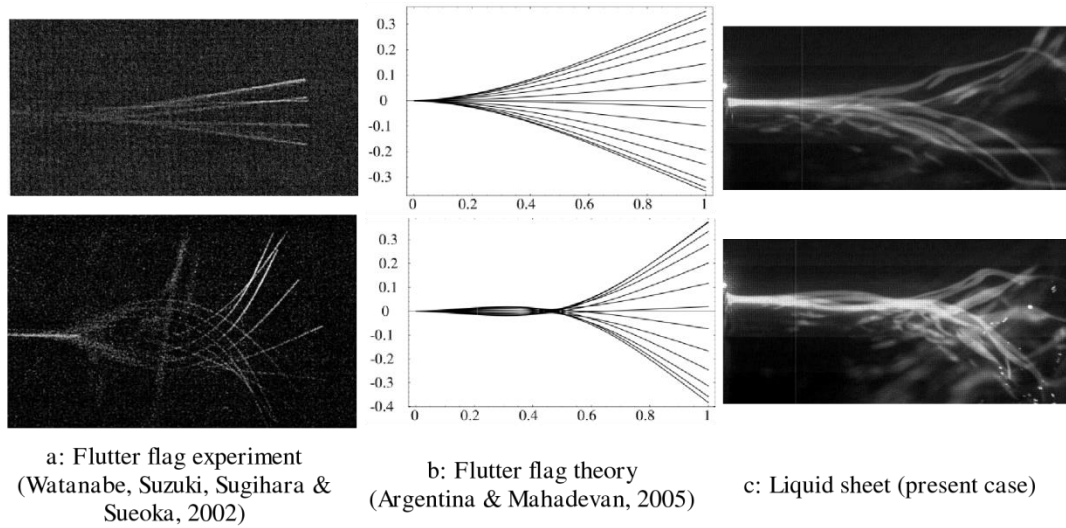 0.3
0.2
0.1
0
-0.1
-0.2
-0.3
0 0.2 0.4 0.6 0.8 1
0.3
0.2
0.1
0
-0.1
-0.2
-0.3
-0.4
0 0.2 0.4 0.6 0.8 1
a: Flutter flag experiment
(Watanabe, Suzuki, Sugihara &
Sueoka, 2002)
b: Flutter flag theory
(Argentina & Mahadevan, 2005)
c: Liquid sheet (present case)